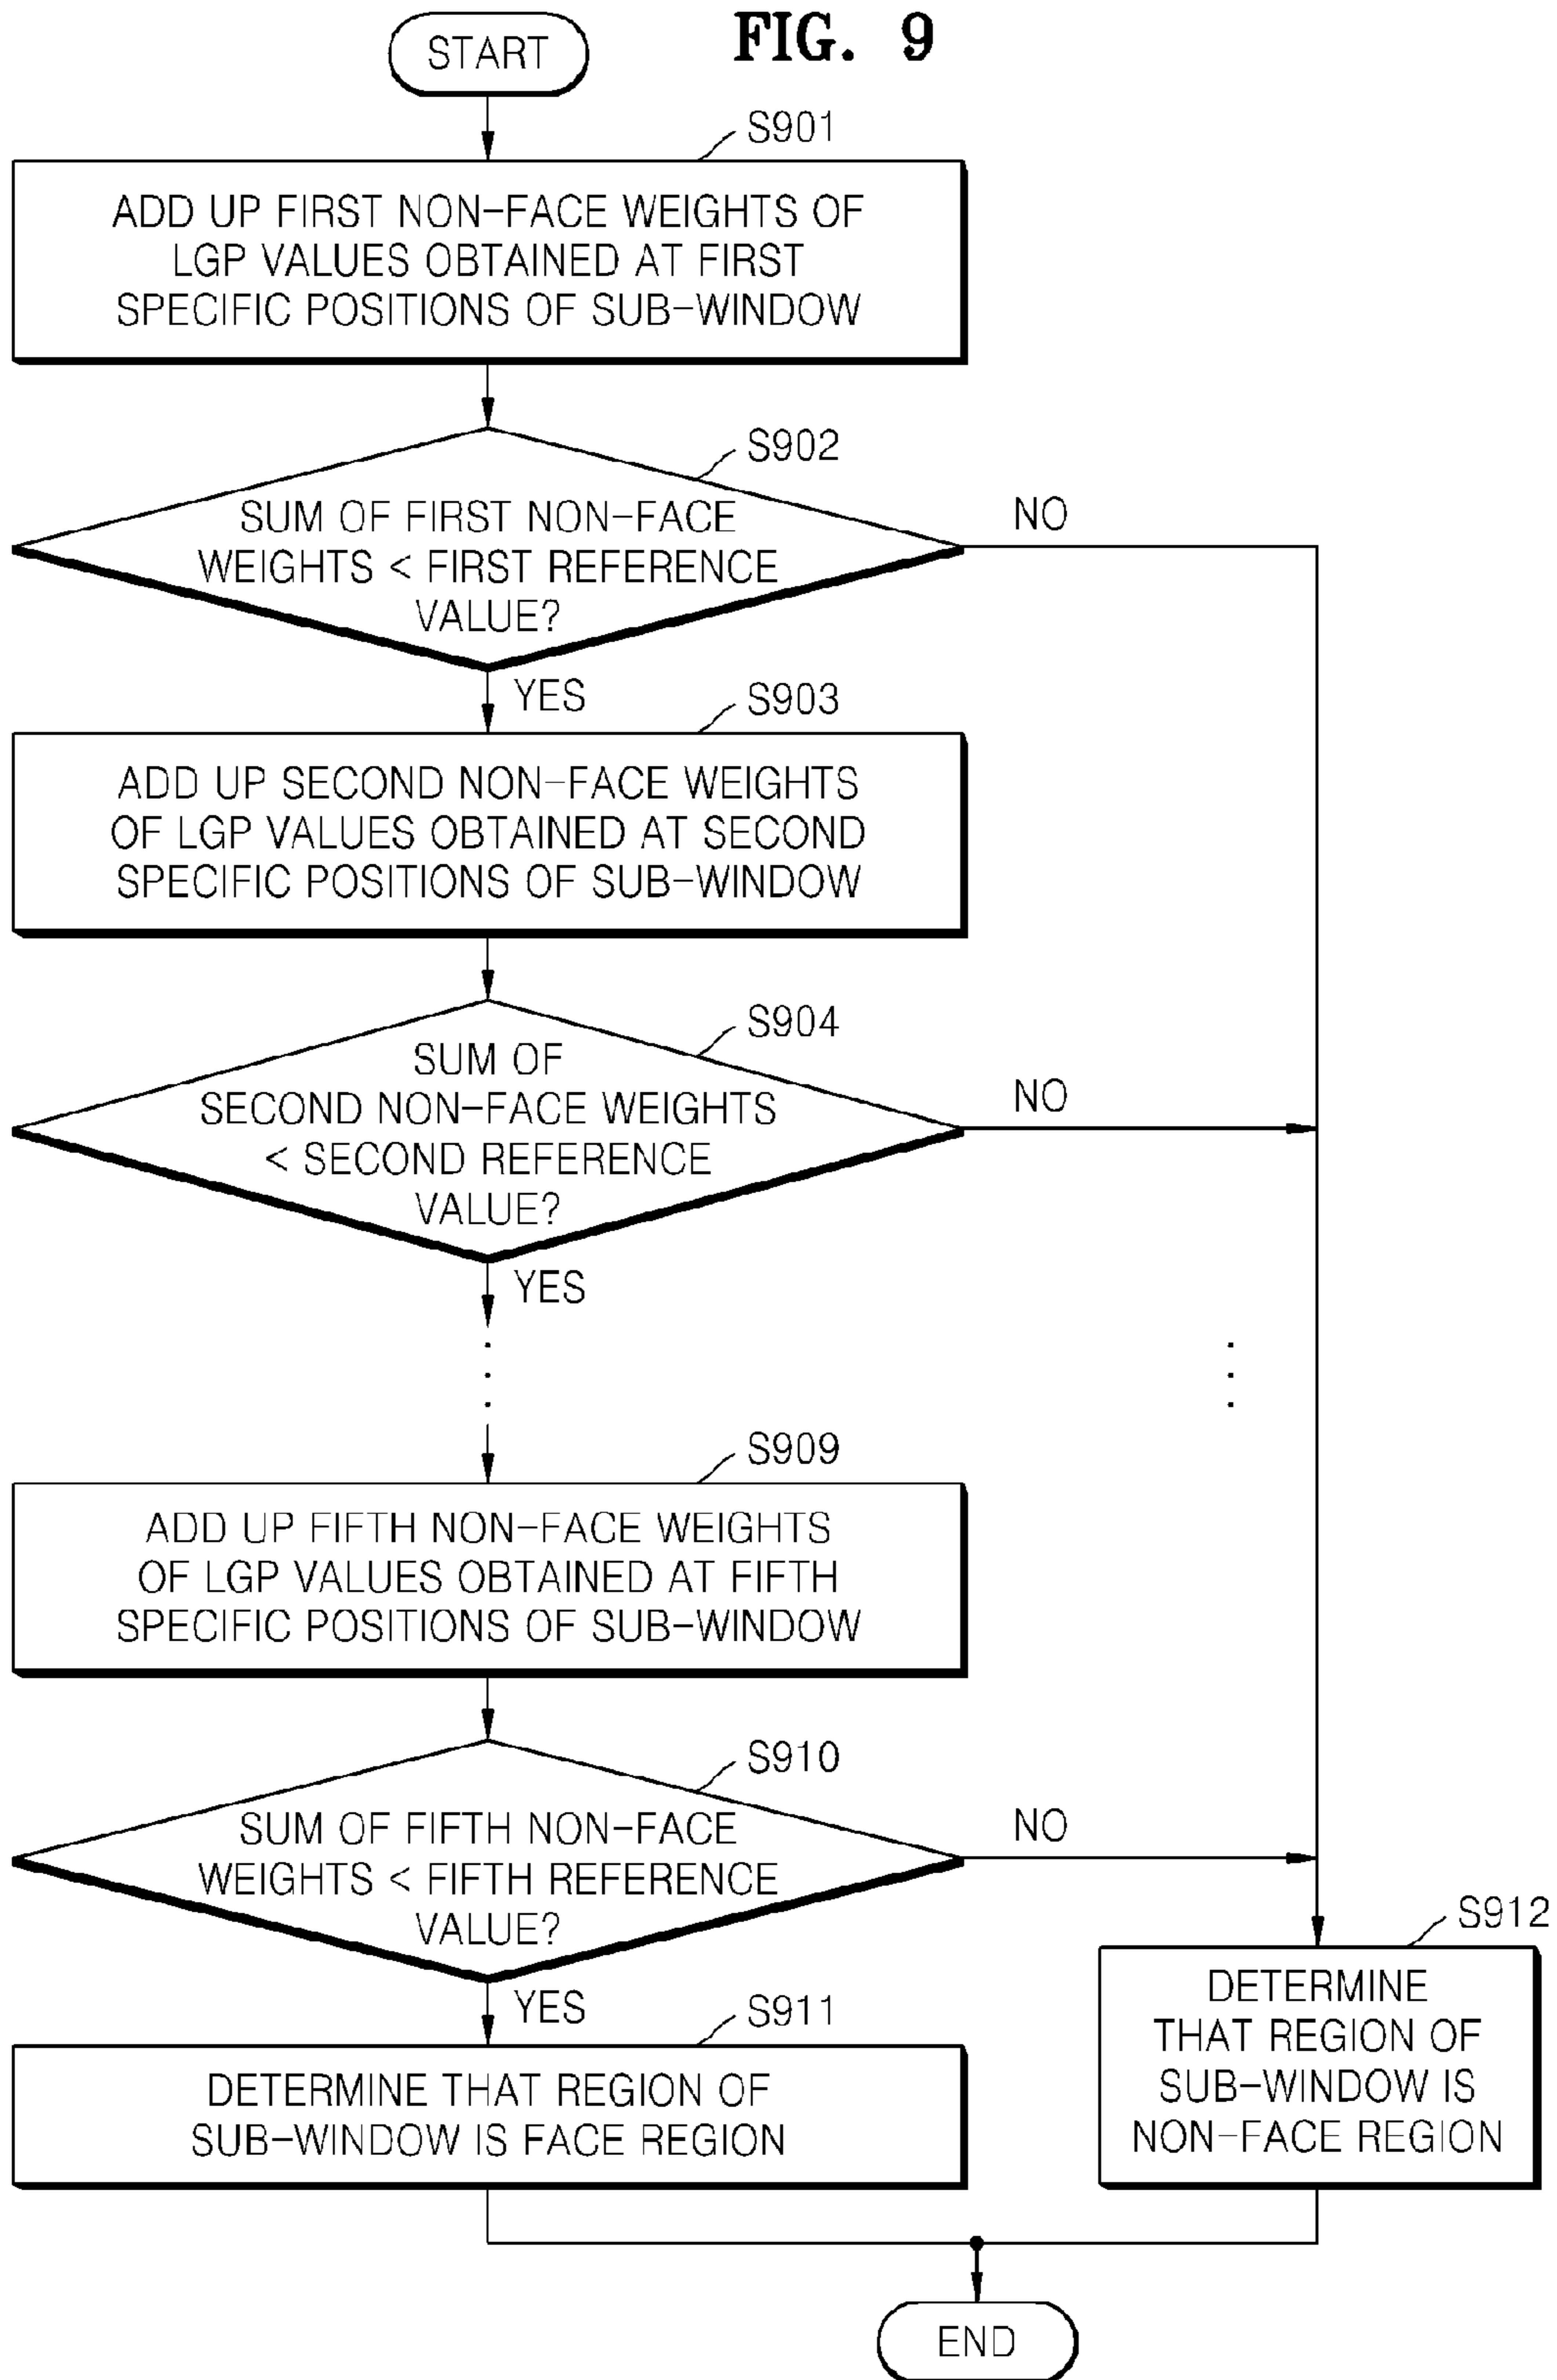 FIG. 9
START
S901
ADD UP FIRST NON-FACE WEIGHTS OF
LGP VALUES OBTAINED AT FIRST
SPECIFIC POSITIONS OF SUB-WINDOW
S902
SUM OF FIRST NON-FACE
WEIGHTS < FIRST REFERENCE
VALUE?
NO
YES
S903
ADD UP SECOND NON-FACE WEIGHTS
OF LGP VALUES OBTAINED AT SECOND
SPECIFIC POSITIONS OF SUB-WINDOW
S904
SUM OF
SECOND NON-FACE WEIGHTS
< SECOND REFERENCE
VALUE?
NO
YES
S909
ADD UP FIFTH NON-FACE WEIGHTS
OF LGP VALUES OBTAINED AT FIFTH
SPECIFIC POSITIONS OF SUB-WINDOW
S910
SUM OF FIFTH NON-FACE
WEIGHTS < FIFTH REFERENCE
VALUE?
NO
YES
S911
DETERMINE THAT REGION OF
SUB-WINDOW IS FACE REGION
S912
DETERMINE
THAT REGION OF
SUB-WINDOW IS
NON-FACE REGION
END